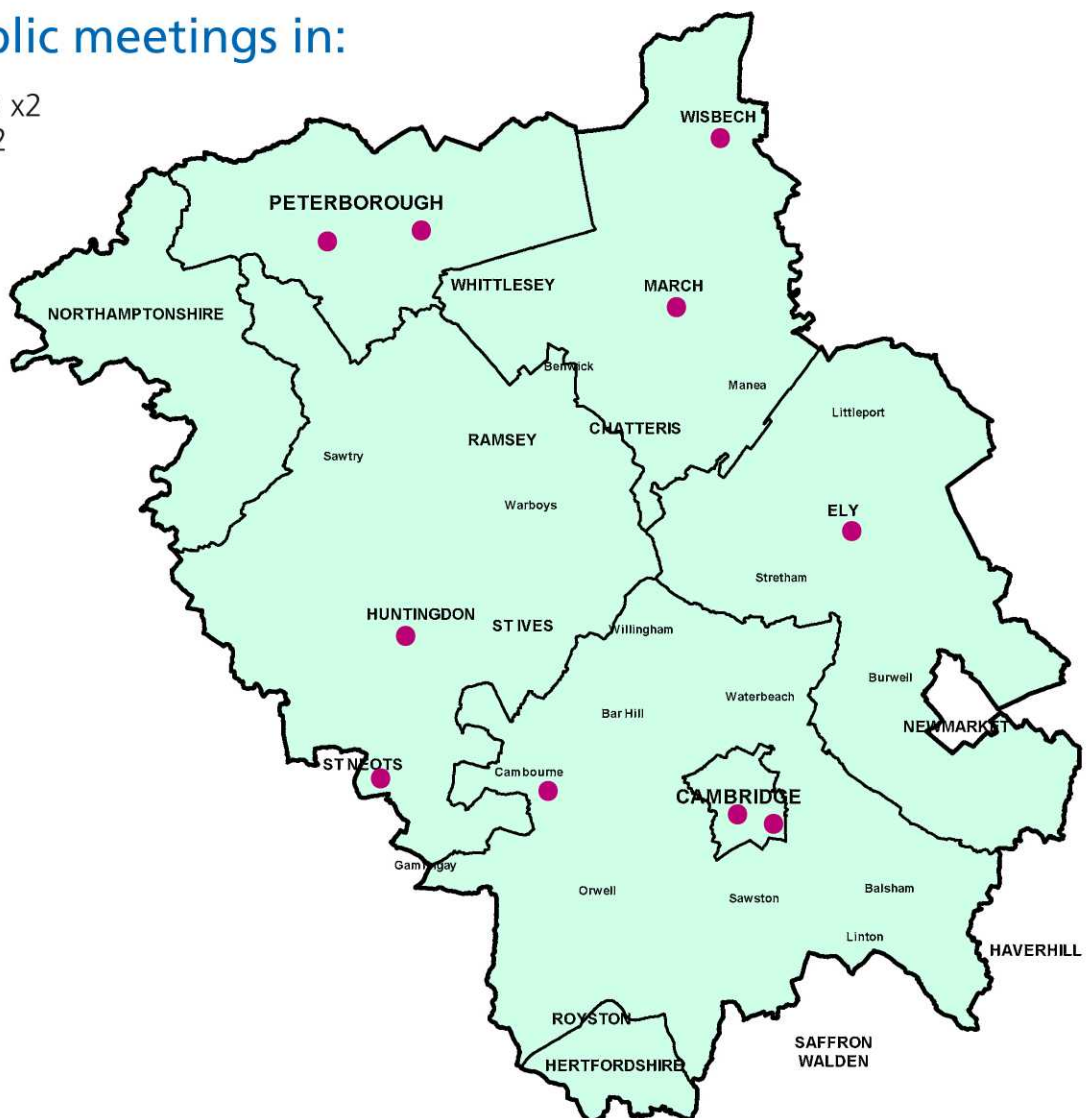 blic meetings in:
x2
2
WISBECH
PETERBOROUGH
WHITTLESEY
MARCH
NORTHAMPTONSHIRE
Benwick
Manea
Littleport
CHATTERIS
RAMSEY
Sawtry
Warboys
ELY
Stretham
HUNTINGDON
ST IVES
Willingham
Burwell
Waterbeach
Bar Hill
NEWMARKET
ST NEOTS
Cambourne
CAMBRIDGE
Gamlingay
Orwell
Sawston
Balsham
Linton
HAVERHILL
ROYSTON
SAFFRON
WALDEN
HERTFORDSHIRE